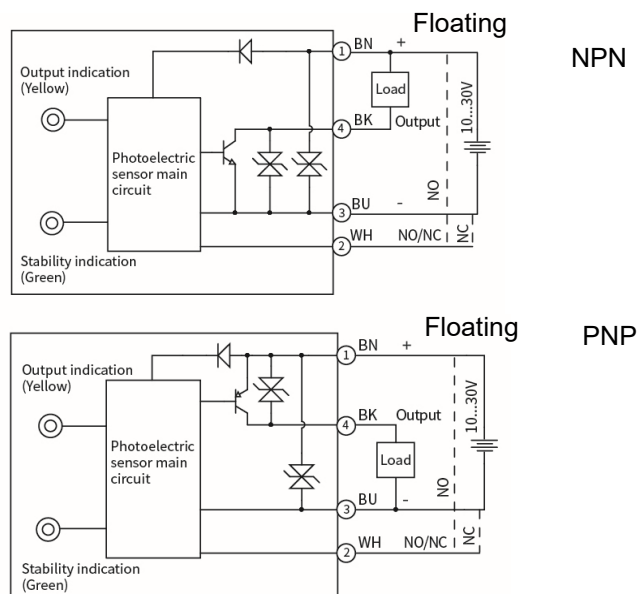 Floating
NPN
1 BN +
Output indication
(Yellow)
Load
10...30V
4 BK Output
Photoelectric
sensor main
circuit
NO
3 BU -
NC
2 WH NO/NC
Stability indication
(Green)
Floating
PNP
1 BN +
Output indication
(Yellow)
10...30V
4 BK Output
Photoelectric
sensor main
circuit
Load
NO
3 BU -
NC
2 WH NO/NC
Stability indication
(Green)